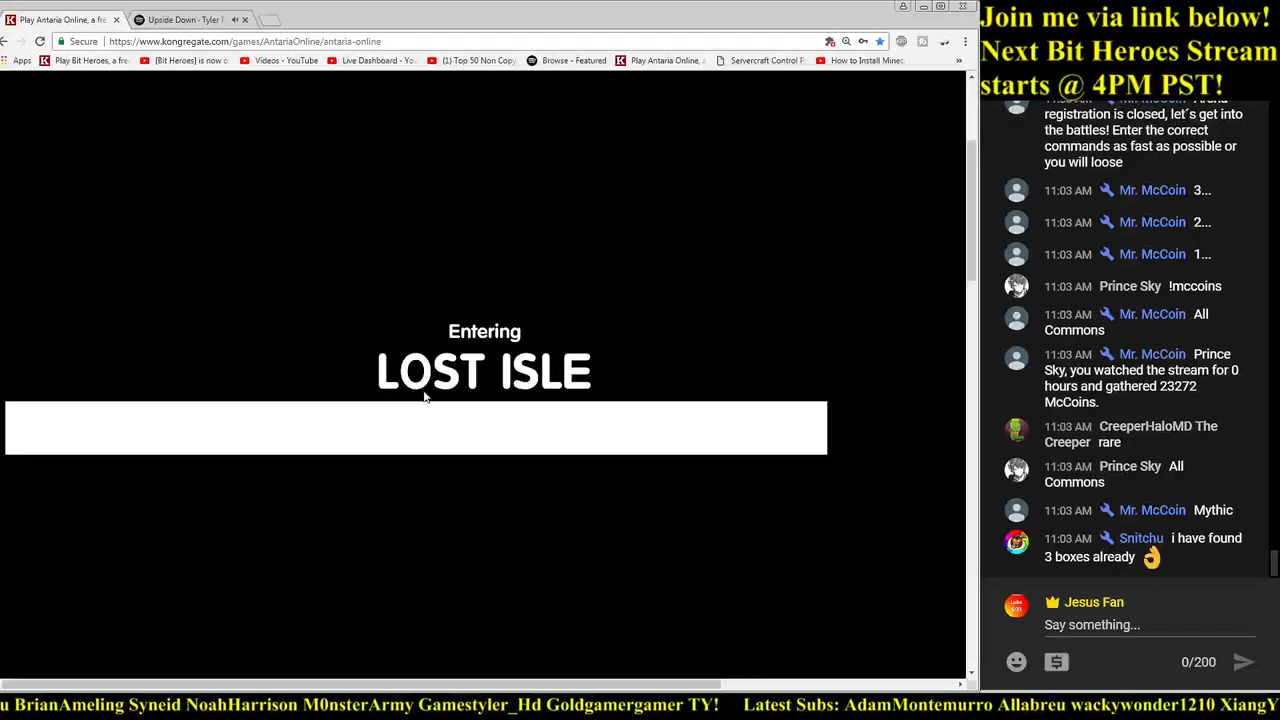 Play Antaria Online, a fre
Upside Down - Tyler F
Secure
https://www.kongregate.com/games/AntariaOnline/antaria-online
Apps
Play Bit Heroes, a free
[Bit Heroes] is now o
Videos - YouTube
Live Dashboard - You
(1) Top 50 Non Copy
Browse - Featured
Play Antaria Online,
Servercraft Control P
How to Install Minec
»
Entering
LOST ISLE
Join me via link below!
Next Bit Heroes Stream
starts @ 4PM PST!
registration is closed, let´s get into
the battles! Enter the correct
commands as fast as possible or
you will loose
11:03 AM Mr. McCoin 3...
11:03 AM Mr. McCoin 2...
11:03 AM Mr. McCoin 1...
11:03 AM Prince Sky !mccoins
11:03 AM Mr. McCoin All
Commons
11:03 AM Mr. McCoin Prince
Sky, you watched the stream for 0
hours and gathered 23272
McCoins.
11:03 AM CreeperHaloMD The
Creeper rare
11:03 AM Prince Sky All
Commons
11:03 AM Mr. McCoin Mythic
11:03 AM Snitchu i have found
3 boxes already 👌
Luke
Jesus Fan
Say something...
0/200
u BrianAmeling Syneid NoahHarrison M0nsterArmy Gamestyler_Hd Goldgamergamer TY! Latest Subs: AdamMontemurro Allabreu wackywonder1210 XiangY